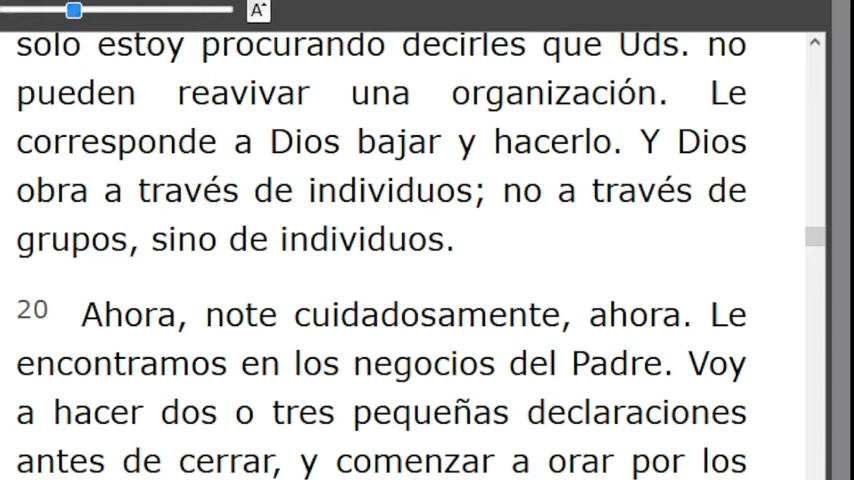 A
solo estoy procurando decirles que Uds. no
pueden reavivar una organización. Le
corresponde a Dios bajar y hacerlo. Y Dios
obra a través de individuos; no a través de
grupos, sino de individuos.
20 Ahora, note cuidadosamente, ahora. Le
encontramos en los negocios del Padre. Voy
a hacer dos o tres pequeñas declaraciones
antes de cerrar, y comenzar a orar por los